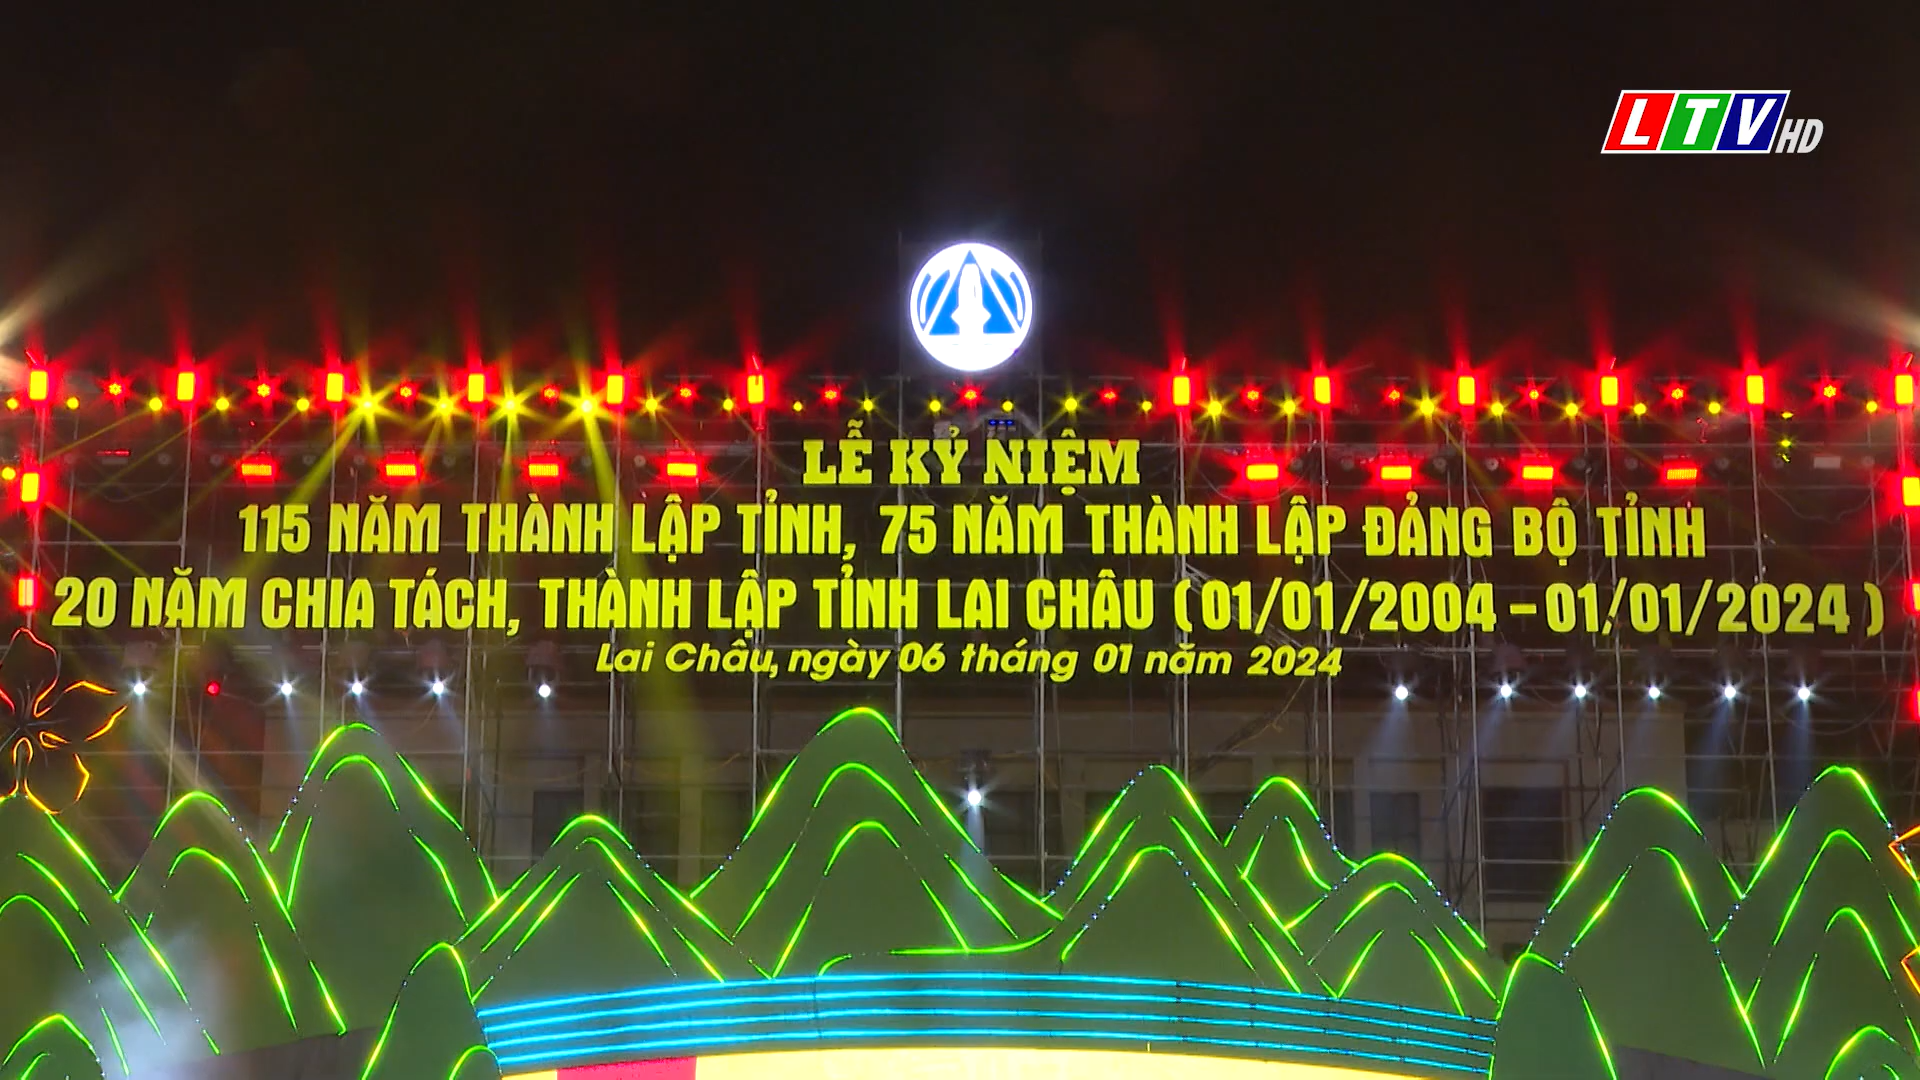 LTV HD
LỄ KỶ NIỆM
115 NĂM THÀNH LẬP TỈNH, 75 NĂM THÀNH LẬP ĐẢNG BỘ TỈNH
20 NĂM CHIA TÁCH, THÀNH LẬP TỈNH LAI CHÂU (01/01/2004 - 01/01/2024)
Lai Châu, ngày 06 tháng 01 năm 2024